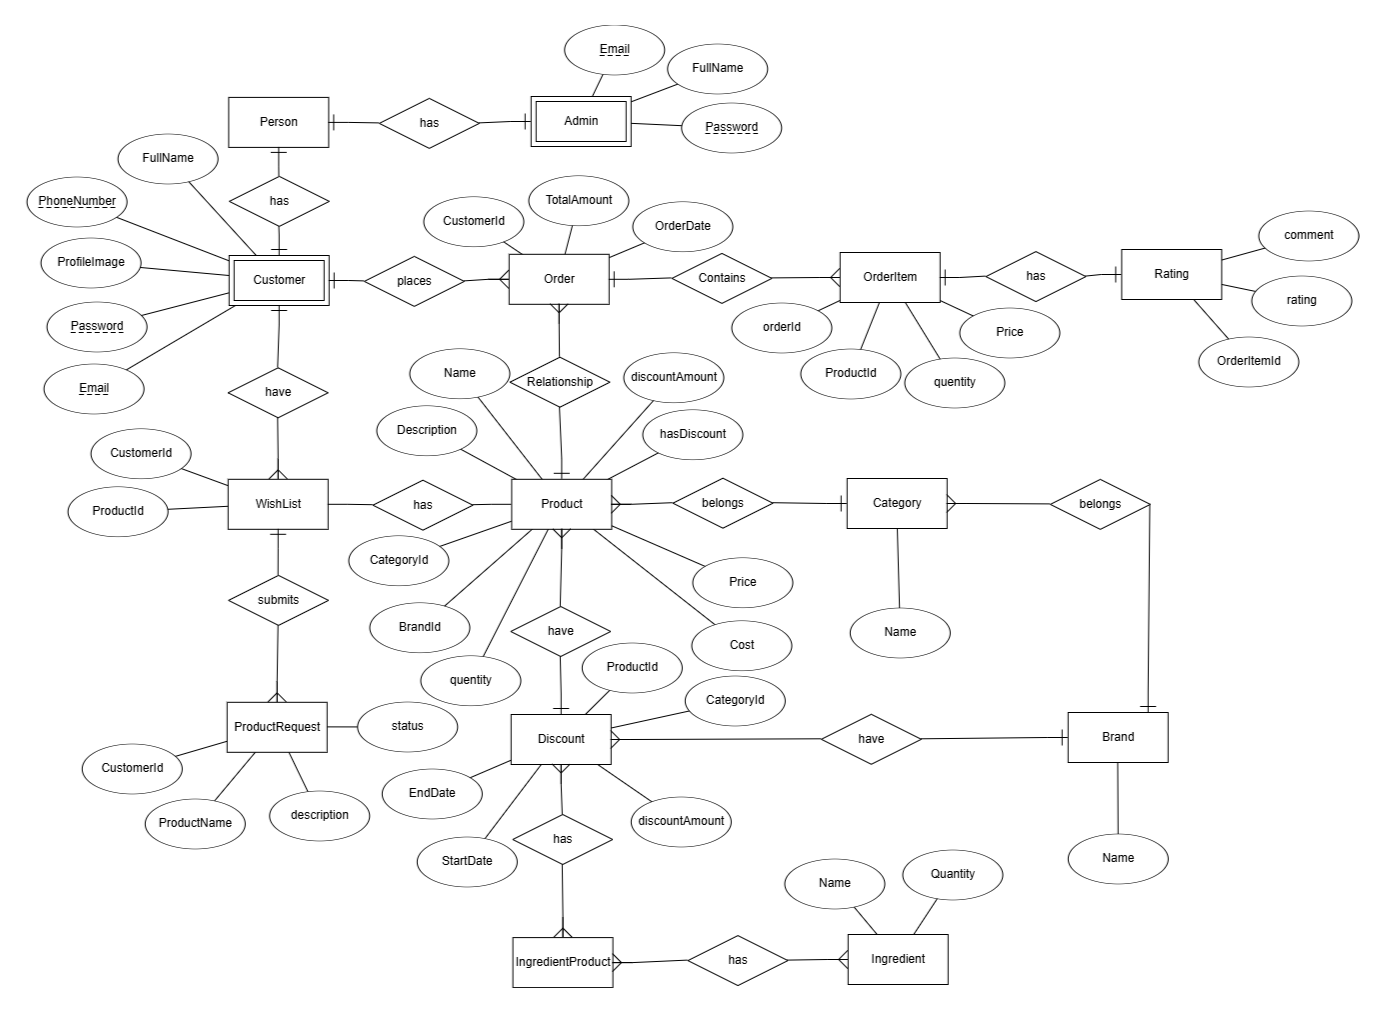 Email
FullName
Person
has
Admin
Password
FullName
PhoneNumber
has
CustomerId
TotalAmount
OrderDate
comment
ProfileImage
Customer
places
Order
Contains
OrderItem
has
Rating
rating
Password
orderId
Price
OrderItemId
Email
have
Name
Relationship
discountAmount
ProductId
quentity
Description
hasDiscount
CustomerId
ProductId
WishList
has
Product
belongs
Category
belongs
CategoryId
Price
submits
BrandId
have
Cost
Name
quentity
ProductId
CategoryId
ProductRequest
status
Discount
have
Brand
CustomerId
EndDate
ProductName
description
discountAmount
has
StartDate
Name
Name
Quantity
IngredientProduct
has
Ingredient